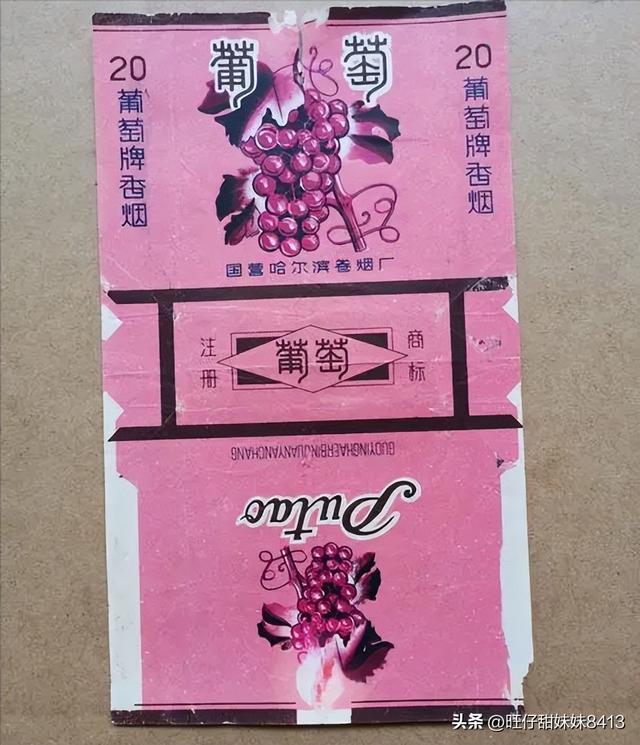 葡萄
20
葡萄牌香烟
20
葡萄牌香烟
国营哈尔滨卷烟厂
注册
葡萄
商标
GUOYINGHAERBINJUANYANCHANG
Putao
头条 @旺仔甜妹妹8413